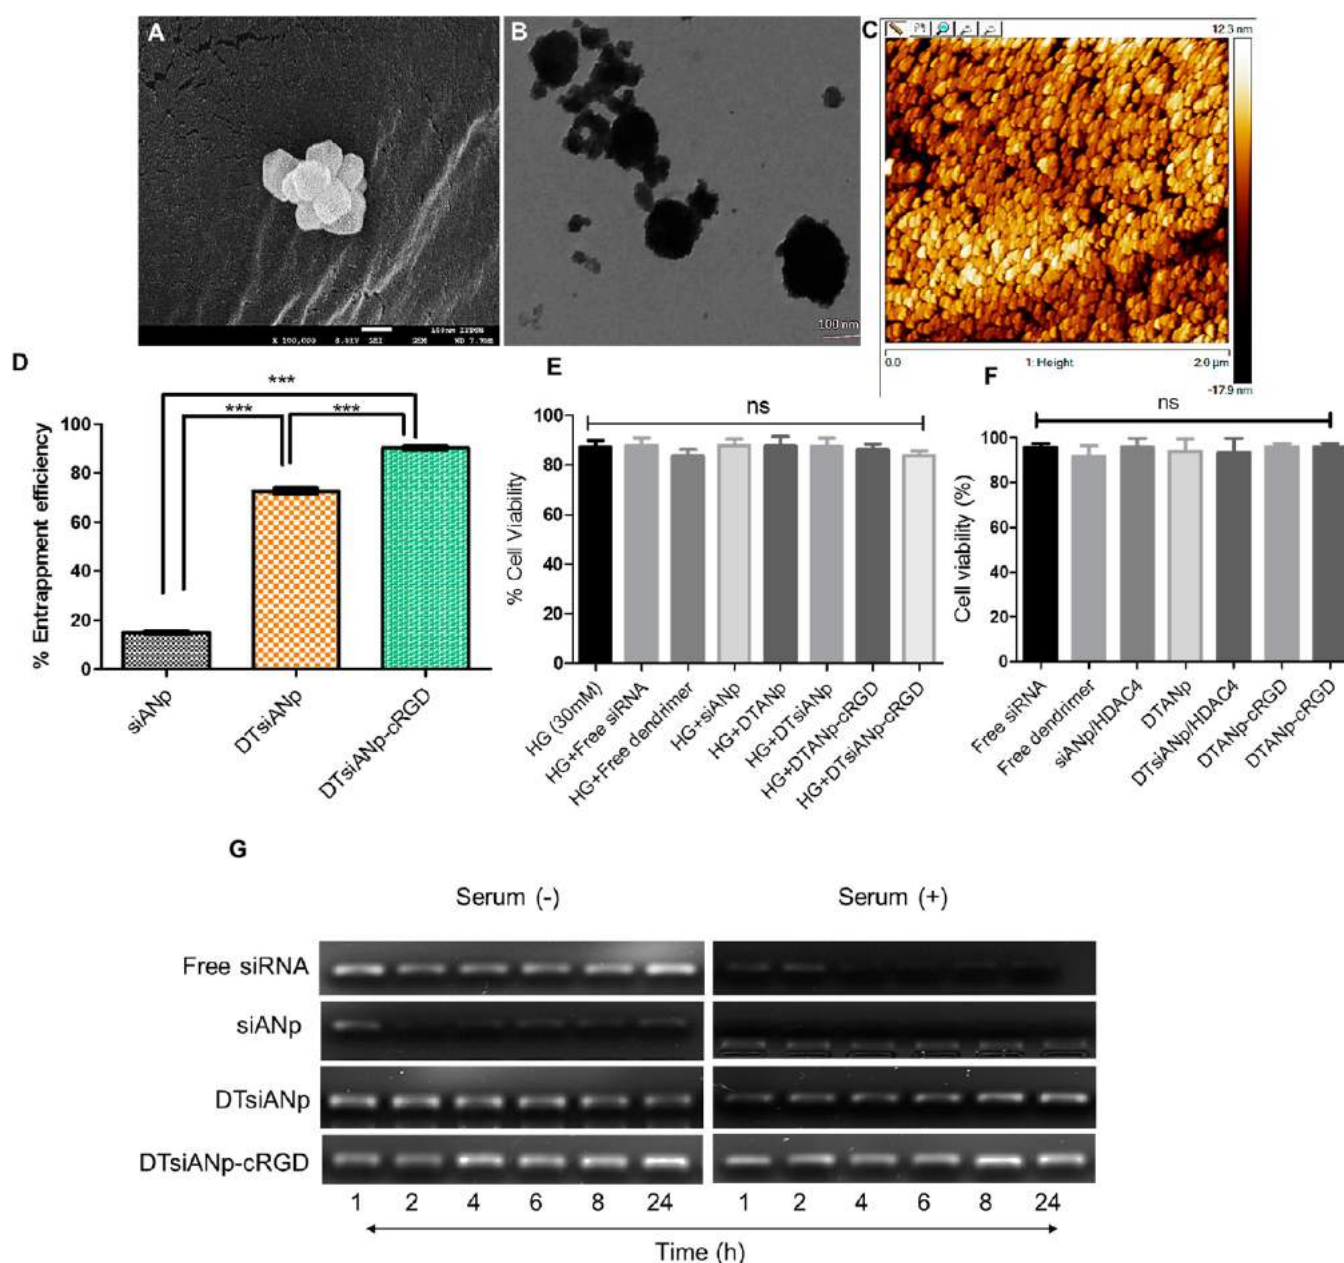 A
B
C
12.3 nm
100nm
X 100,000 SEI SEM
100 nm
0.0 1: Height 2.0 µm
-17.9 nm
D
***
***
***
% Entrappment efficiency
100
80
60
40
20
0
siANp
DTsiANp
DTsiANp-cRGD
E
ns
% Cell Viability
100
80
60
40
20
0
HG (30mM)
HG+Free siRNA
HG+Free dendrimer
HG+siANp
HG+DTANp
HG+DTsiANp
HG+DTANp-cRGD
HG+DTsiANp-cRGD
F
ns
Cell viability (%)
100
80
60
40
20
0
Free siRNA
Free dendrimer
siANp/HDAC4
DTANp
DTsiANp/HDAC4
DTANp-cRGD
DTANp-cRGD
G
Serum (-) Serum (+)
Free siRNA
siANp
DTsiANp
DTsiANp-cRGD
1 2 4 6 8 24 1 2 4 6 8 24
Time (h)